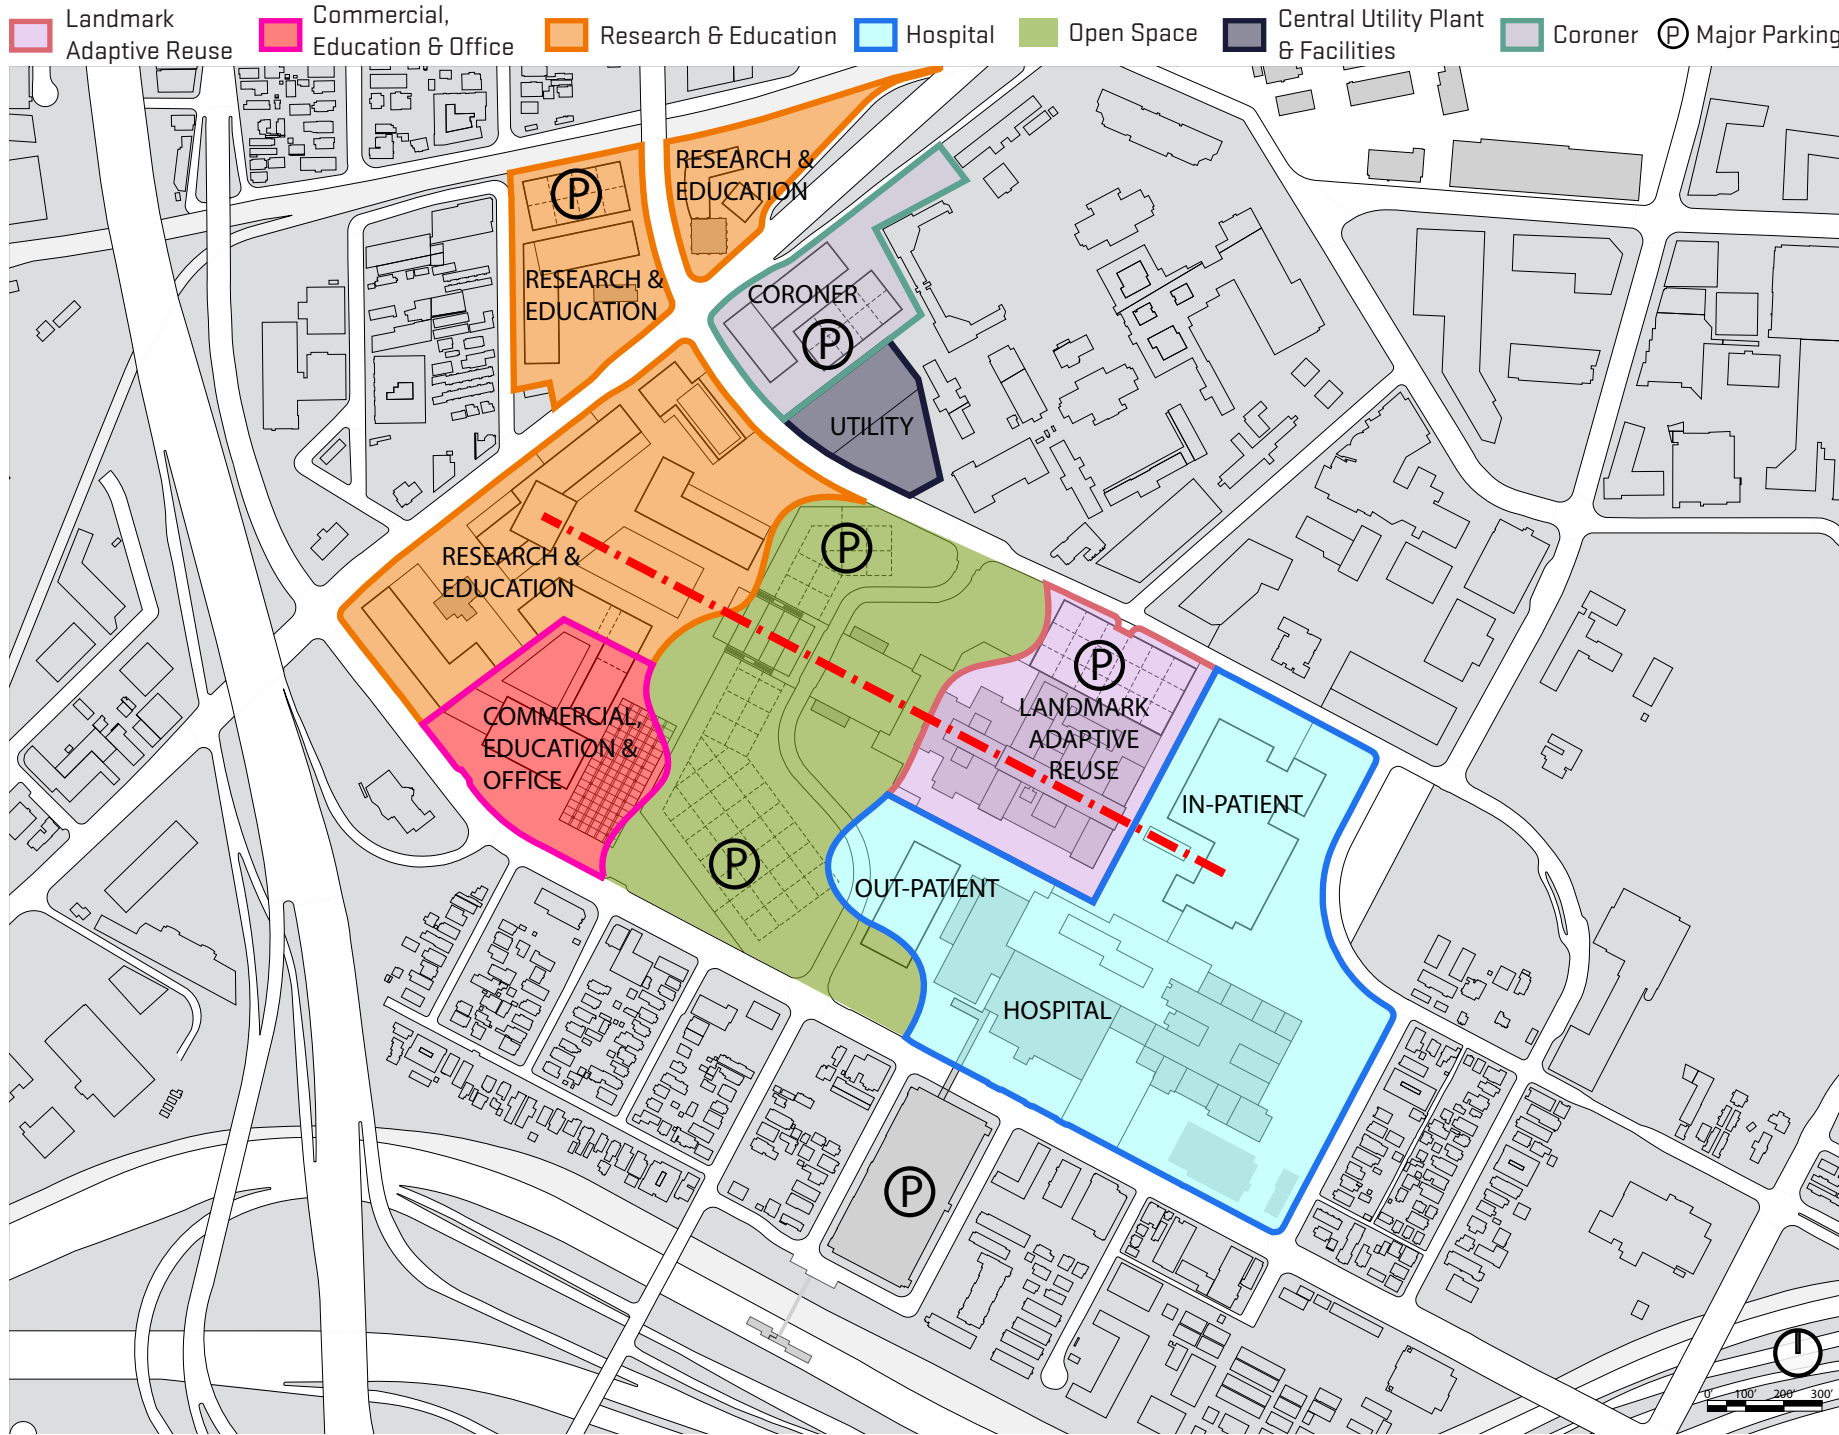 Landmark
Adaptive Reuse
Commercial,
Education & Office
Research & Education
Hospital
Open Space
Central Utility Plant
& Facilities
Coroner
P Major Parking
RESEARCH &
EDUCATION
P
RESEARCH &
EDUCATION
CORONER
P
UTILITY
P
RESEARCH &
EDUCATION
P
LANDMARK
ADAPTIVE
REUSE
COMMERCIAL,
EDUCATION &
OFFICE
IN-PATIENT
P
OUT-PATIENT
HOSPITAL
P
0' 100' 200' 300'